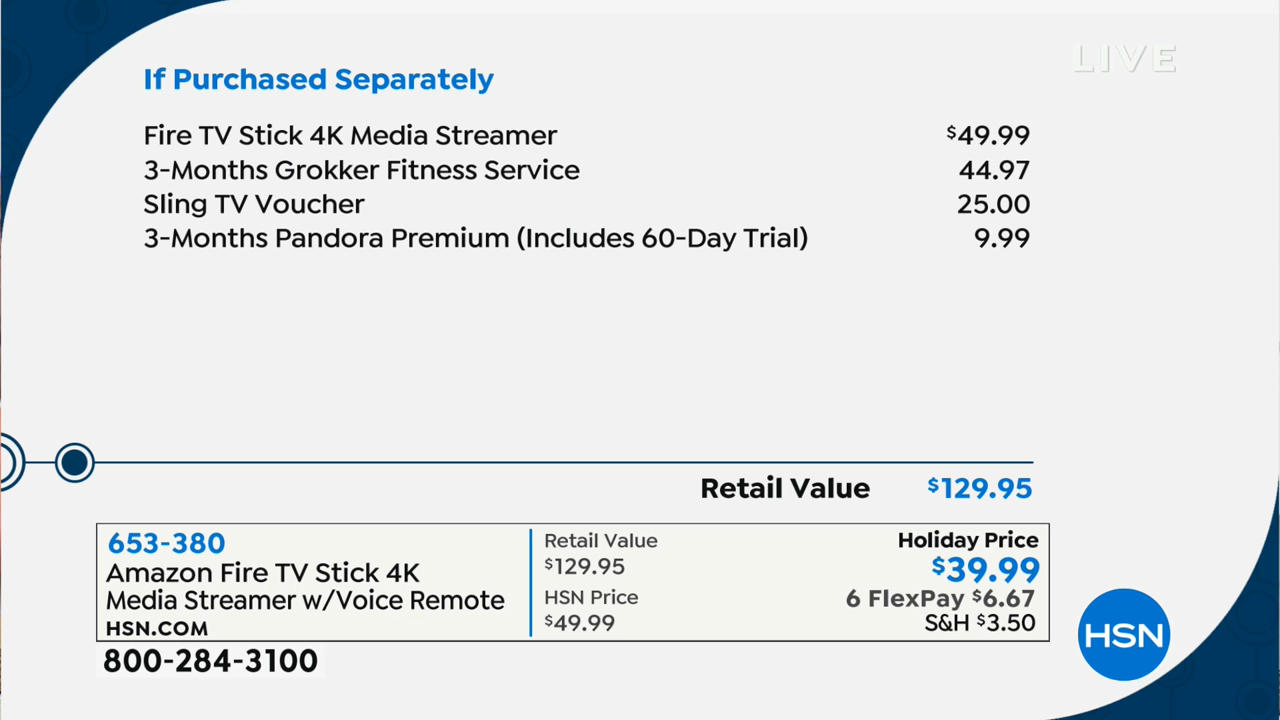 LIVE
If Purchased Separately
Fire TV Stick 4K Media Streamer $49.99
3-Months Grokker Fitness Service 44.97
Sling TV Voucher 25.00
3-Months Pandora Premium (Includes 60-Day Trial) 9.99
Retail Value $129.95
653-380
Amazon Fire TV Stick 4K
Media Streamer w/Voice Remote
HSN.COM
Retail Value
$129.95
HSN Price
$49.99
Holiday Price
$39.99
6 FlexPay $6.67
S&H $3.50
800-284-3100
HSN